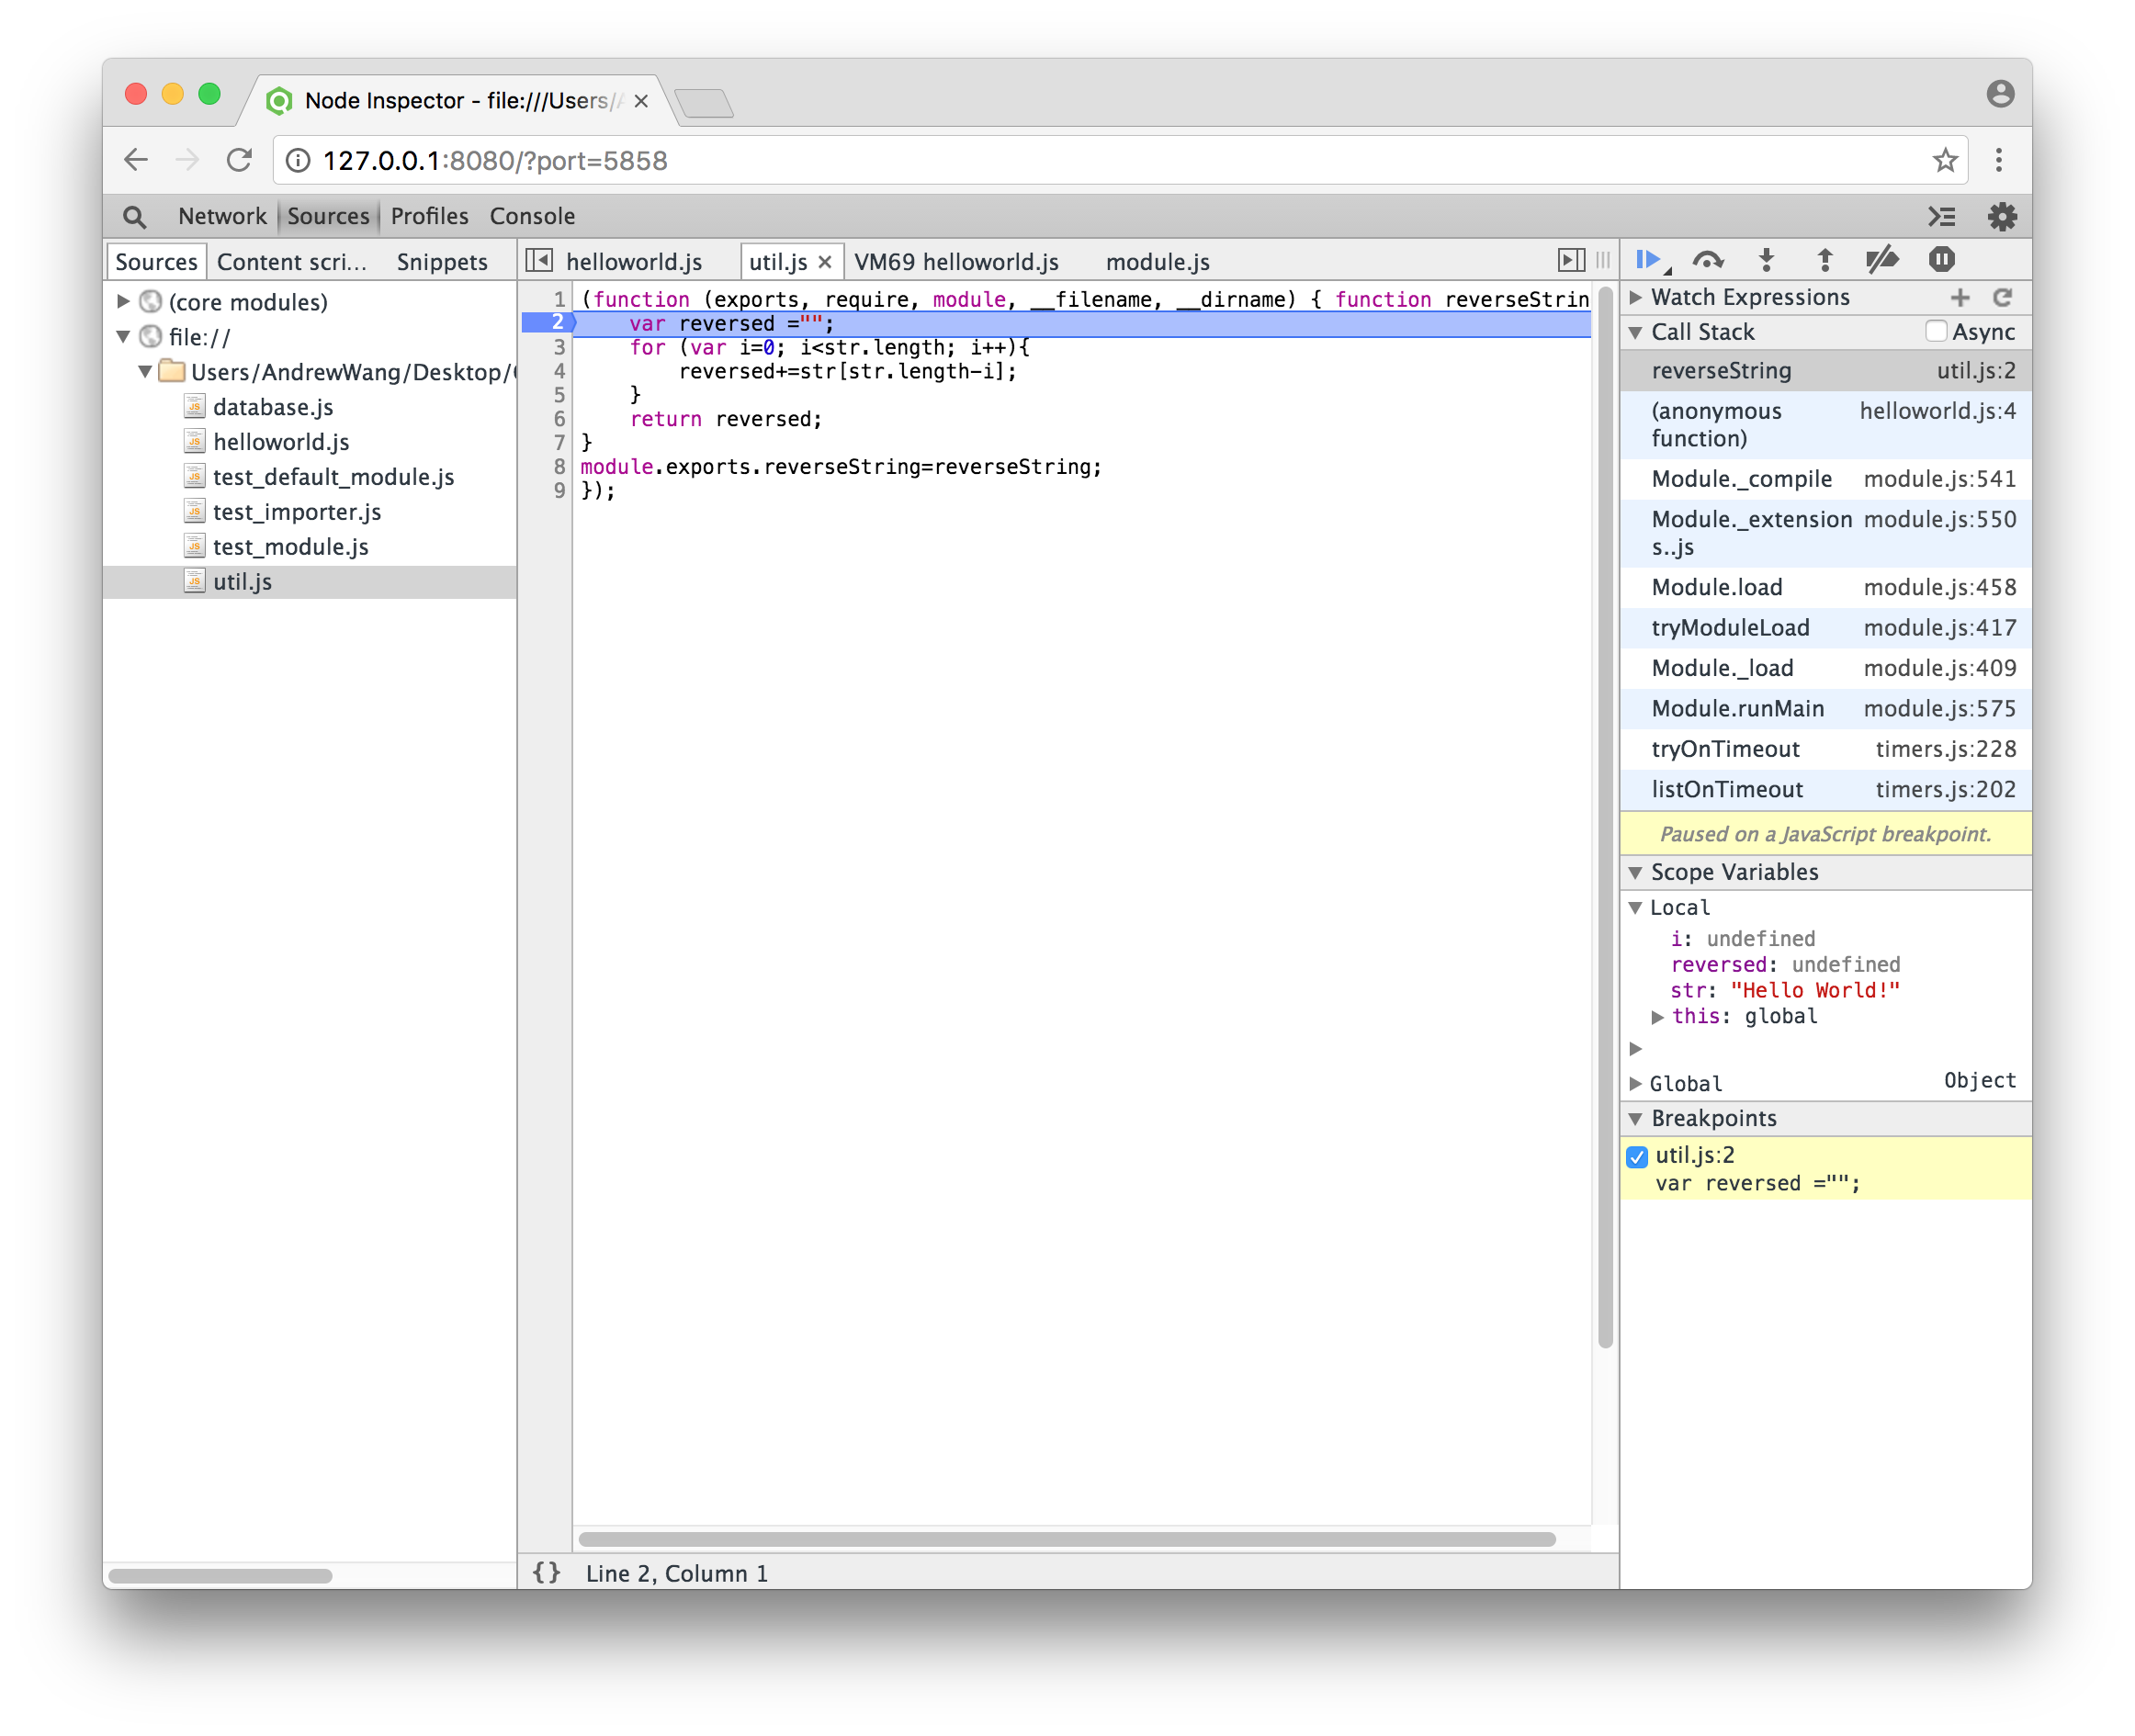 Node Inspector - file:///Users/
127.0.0.1:8080/?port=5858
Network Sources Profiles Console
Sources Content scri... Snippets
(core modules)
file://
Users/AndrewWang/Desktop/
database.js
helloworld.js
test_default_module.js
test_importer.js
test_module.js
util.js
helloworld.js util.js VM69 helloworld.js module.js
1 (function (exports, require, module, __filename, __dirname) { function reverseStrin
2 var reversed ="";
3 for (var i=0; i<str.length; i++){
4 reversed+=str[str.length-i];
5 }
6 return reversed;
7 }
8 module.exports.reverseString=reverseString;
9 });
{} Line 2, Column 1
Watch Expressions
Call Stack Async
reverseString util.js:2
(anonymous helloworld.js:4
function)
Module._compile module.js:541
Module._extension module.js:550
s..js
Module.load module.js:458
tryModuleLoad module.js:417
Module._load module.js:409
Module.runMain module.js:575
tryOnTimeout timers.js:228
listOnTimeout timers.js:202
Paused on a JavaScript breakpoint.
Scope Variables
Local
i: undefined
reversed: undefined
str: "Hello World!"
this: global
Global Object
Breakpoints
util.js:2
var reversed ="";